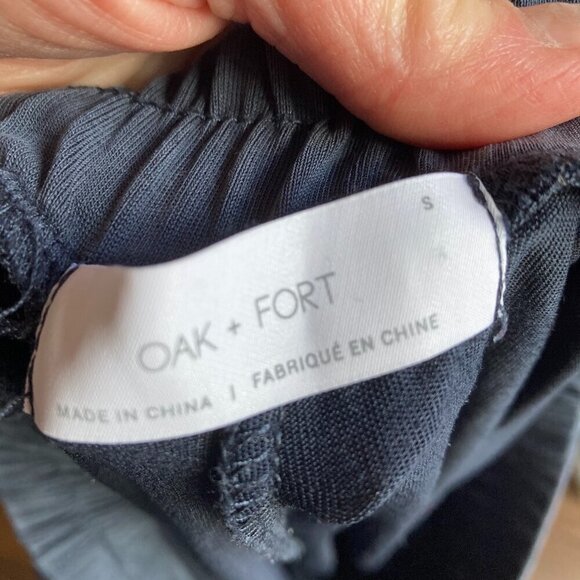 S
OAK + FORT
MADE IN CHINA | FABRIQUÉ EN CHINE